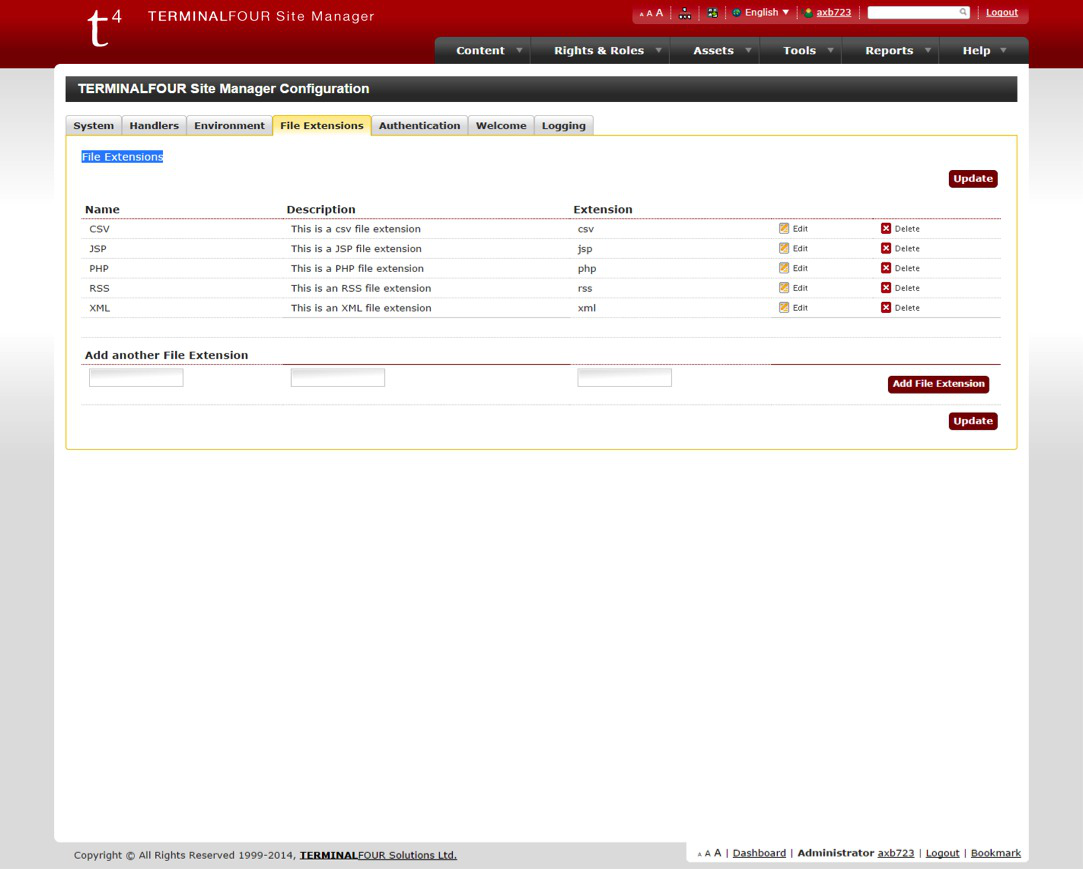 t4 TERMINALFOUR Site Manager
A A A English axb723 Logout
Content Rights & Roles Assets Tools Reports Help
TERMINALFOUR Site Manager Configuration
System Handlers Environment File Extensions Authentication Welcome Logging
File Extensions
Update
Name Description Extension
CSV This is a csv file extension csv Edit Delete
JSP This is a JSP file extension jsp Edit Delete
PHP This is a PHP file extension php Edit Delete
RSS This is an RSS file extension rss Edit Delete
XML This is an XML file extension xml Edit Delete
Add another File Extension
Add File Extension
Update
Copyright © All Rights Reserved 1999-2014, TERMINALFOUR Solutions Ltd.
A A A | Dashboard | Administrator axb723 | Logout | Bookmark